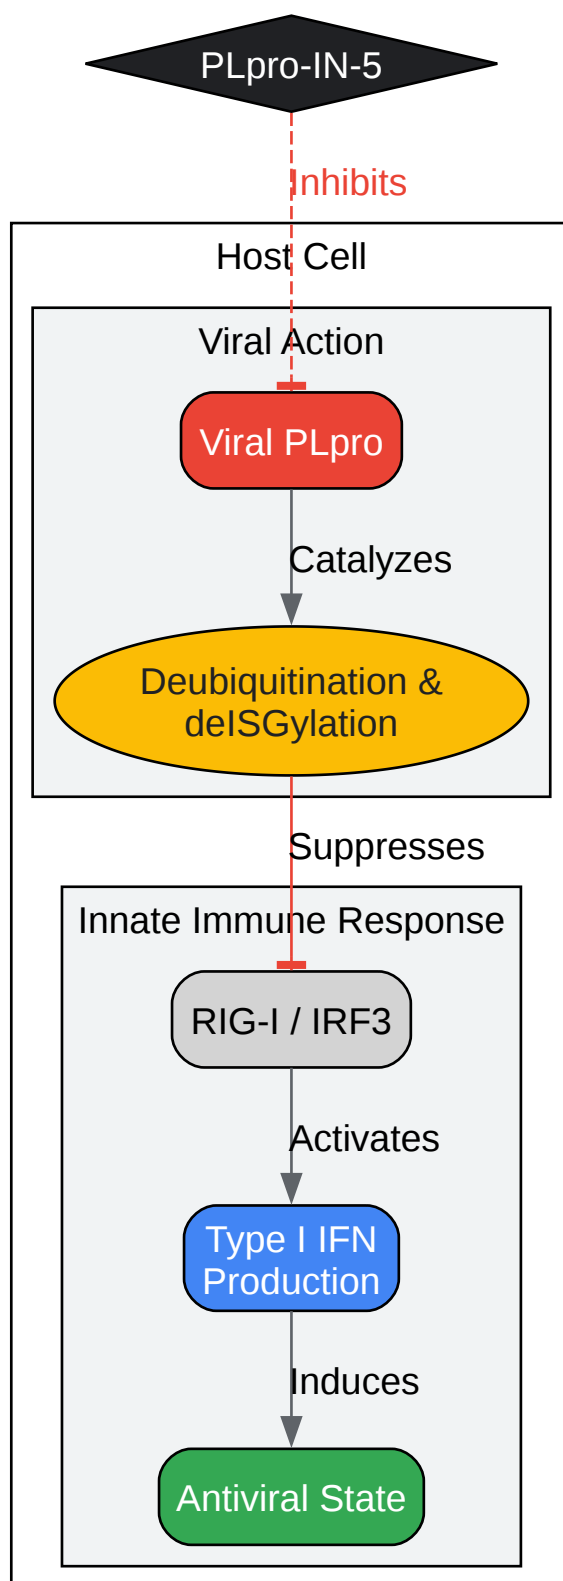 PLpro-IN-5
Inhibits
Host Cell
Viral Action
Viral PLpro
Catalyzes
Deubiquitination &
deISGylation
Suppresses
Innate Immune Response
RIG-I / IRF3
Activates
Type I IFN
Production
Induces
Antiviral State